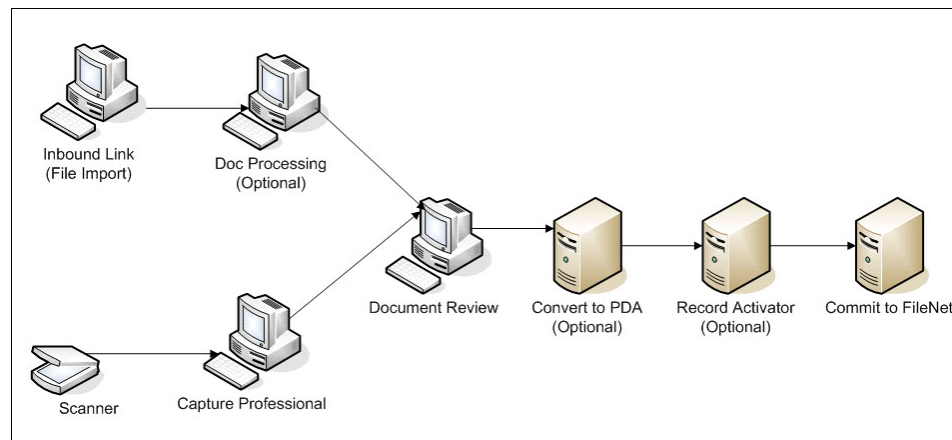 Inbound Link
(File Import)
Doc Processing
(Optional)
Document Review
Convert to PDA
(Optional)
Record Activator
(Optional)
Commit to FileNet
Scanner
Capture Professional